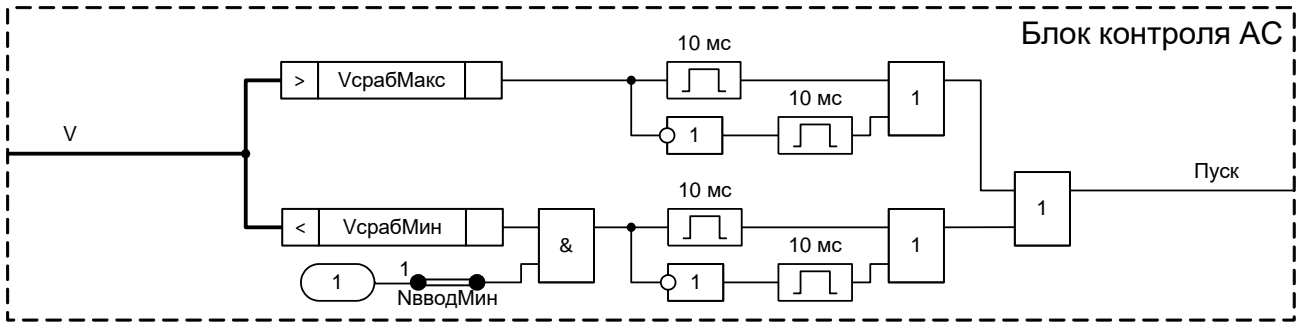 Блок контроля АС
10 мс
> VсрабМакс
1
10 мс
1
V
Пуск
1
10 мс
< VсрабМин
&
1
10 мс
1
1
1
NвводМин